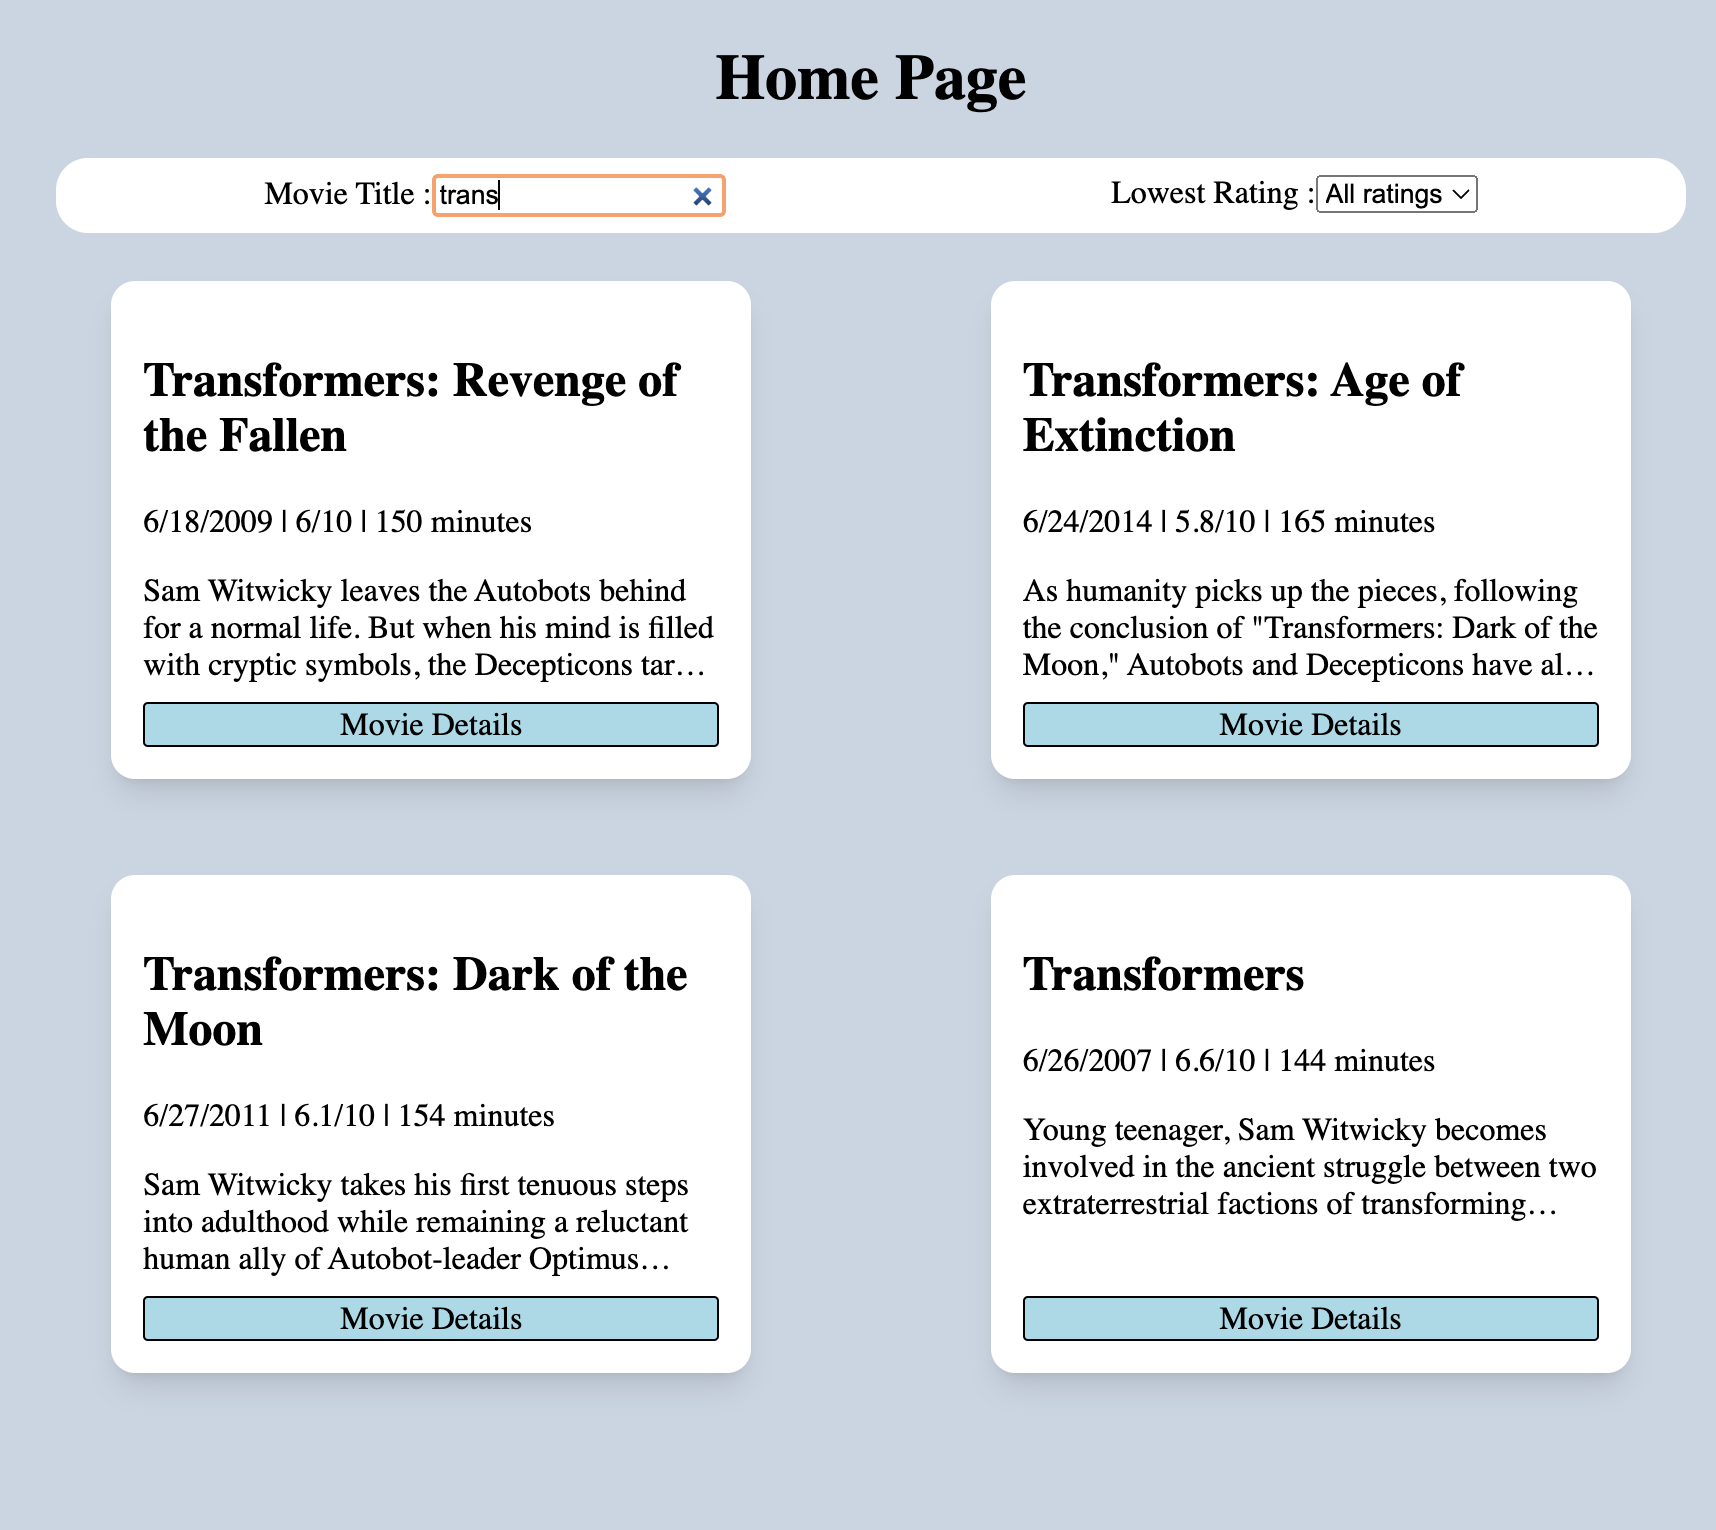 Home Page
Movie Title : trans
Lowest Rating : All ratings
Transformers: Revenge of
the Fallen
6/18/2009 | 6/10 | 150 minutes
Sam Witwicky leaves the Autobots behind
for a normal life. But when his mind is filled
with cryptic symbols, the Decepticons tar…
Movie Details
Transformers: Age of
Extinction
6/24/2014 | 5.8/10 | 165 minutes
As humanity picks up the pieces, following
the conclusion of "Transformers: Dark of the
Moon," Autobots and Decepticons have al…
Movie Details
Transformers: Dark of the
Moon
6/27/2011 | 6.1/10 | 154 minutes
Sam Witwicky takes his first tenuous steps
into adulthood while remaining a reluctant
human ally of Autobot-leader Optimus…
Movie Details
Transformers
6/26/2007 | 6.6/10 | 144 minutes
Young teenager, Sam Witwicky becomes
involved in the ancient struggle between two
extraterrestrial factions of transforming…
Movie Details